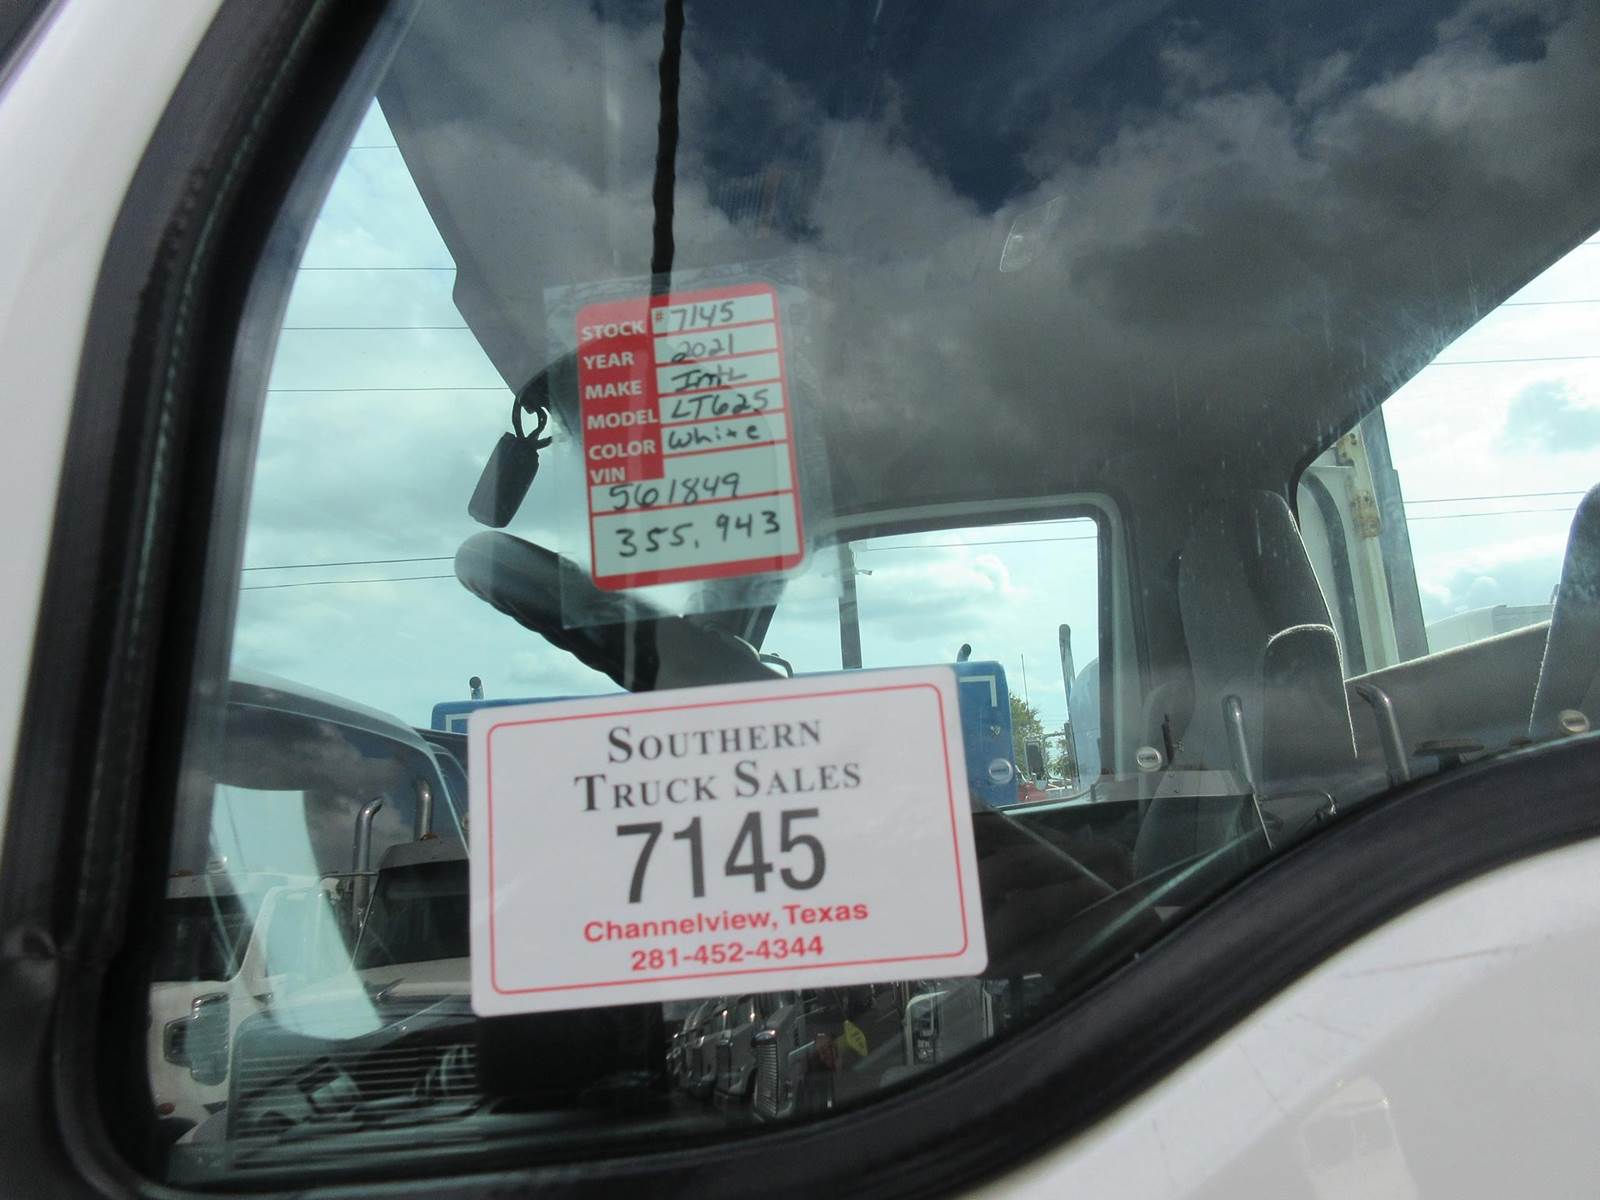 STOCK #7145
YEAR 2021
MAKE Intl
MODEL LT625
COLOR White
VIN
561849
355,943
SOUTHERN
TRUCK SALES
7145
Channelview, Texas
281-452-4344